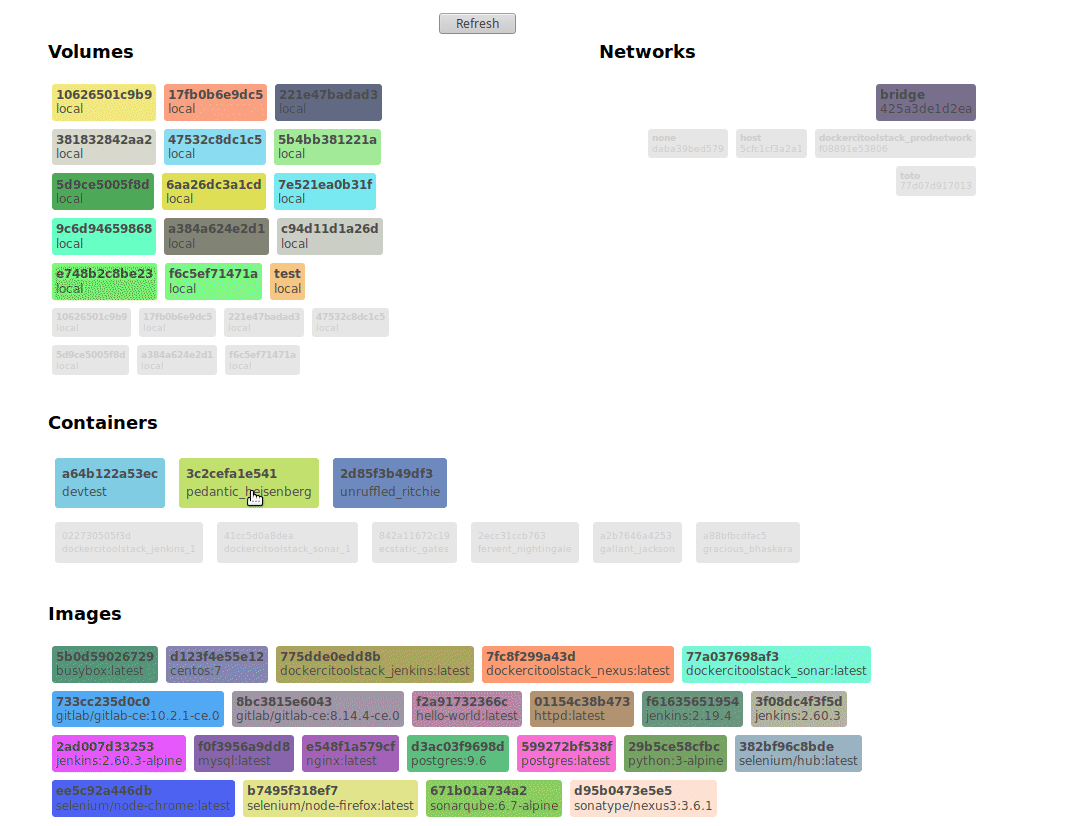 Refresh
Volumes
Networks
10626501c9b9
local
17fb0b6e9dc5
local
221e47badad3
local
bridge
425a3de1d2ea
381832842aa2
local
47532c8dc1c5
local
5b4bb381221a
local
none
daba39bed579
host
5cfc1cf3a2a1
dockercitoolstack_prodnetwork
f08891e53806
5d9ce5005f8d
local
6aa26dc3a1cd
local
7e521ea0b31f
local
toto
77d07d917013
9c6d94659868
local
a384a624e2d1
local
c94d11d1a26d
local
e748b2c8be23
local
f6c5ef71471a
local
test
local
10626501c9b9
local
17fb0b6e9dc5
local
221e47badad3
local
47532c8dc1c5
local
5d9ce5005f8d
local
a384a624e2d1
local
f6c5ef71471a
local
Containers
a64b122a53ec
devtest
3c2cefa1e541
pedantic_heisenberg
2d85f3b49df3
unruffled_ritchie
022730505f3d
dockercitoolstack_jenkins_1
41cc5d0a8dea
dockercitoolstack_sonar_1
842a11672c19
ecstatic_gates
2ecc31ccb763
fervent_nightingale
a2b7646a4253
gallant_jackson
a88bfbcdfac5
gracious_bhaskara
Images
5b0d59026729
busybox:latest
d123f4e55e12
centos:7
775dde0edd8b
dockercitoolstack_jenkins:latest
7fc8f299a43d
dockercitoolstack_nexus:latest
77a037698af3
dockercitoolstack_sonar:latest
733cc235d0c0
gitlab/gitlab-ce:10.2.1-ce.0
8bc3815e6043
gitlab/gitlab-ce:8.14.4-ce.0
f2a91732366c
hello-world:latest
01154c38b473
httpd:latest
f61635651954
jenkins:2.19.4
3f08dc4f3f5d
jenkins:2.60.3
2ad007d33253
jenkins:2.60.3-alpine
f0f3956a9dd8
mysql:latest
e548f1a579cf
nginx:latest
d3ac03f9698d
postgres:9.6
599272bf538f
postgres:latest
29b5ce58cfbc
python:3-alpine
382bf96c8bde
selenium/hub:latest
ee5c92a446db
selenium/node-chrome:latest
b7495f318ef7
selenium/node-firefox:latest
671b01a734a2
sonarqube:6.7-alpine
d95b0473e5e5
sonatype/nexus3:3.6.1